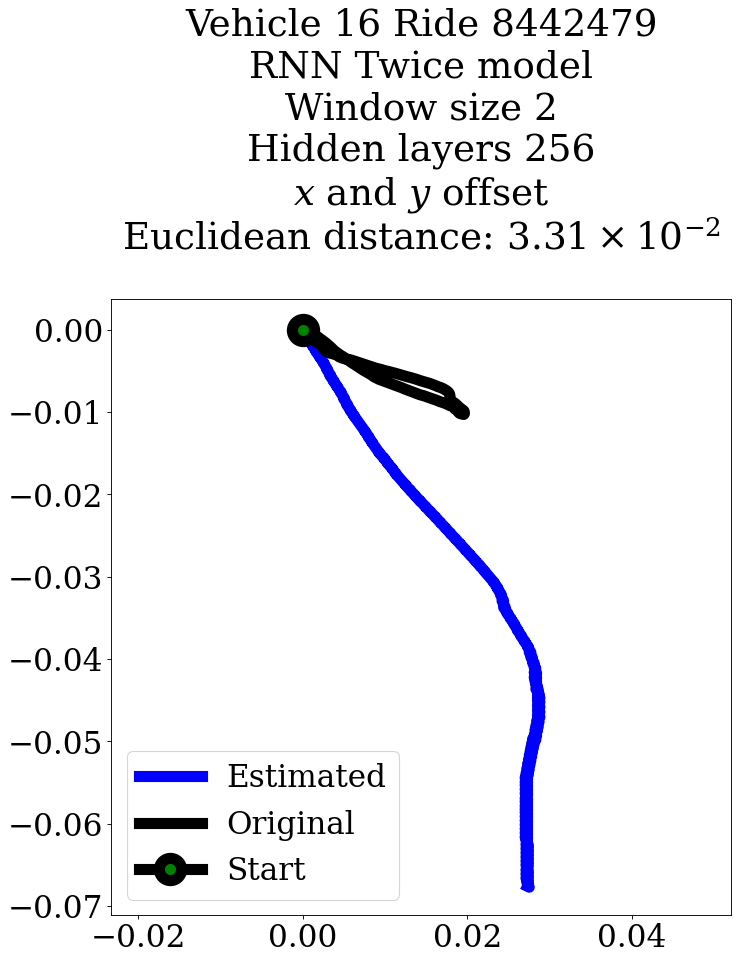 Vehicle 16 Ride 8442479
RNN Twice model
Window size 2
Hidden layers 256
x and y offset
Euclidean distance: 3.31 × 10⁻²
0.00
−0.01
−0.02
−0.03
−0.04
−0.05
−0.06
−0.07
Estimated
Original
Start
−0.02 0.00 0.02 0.04